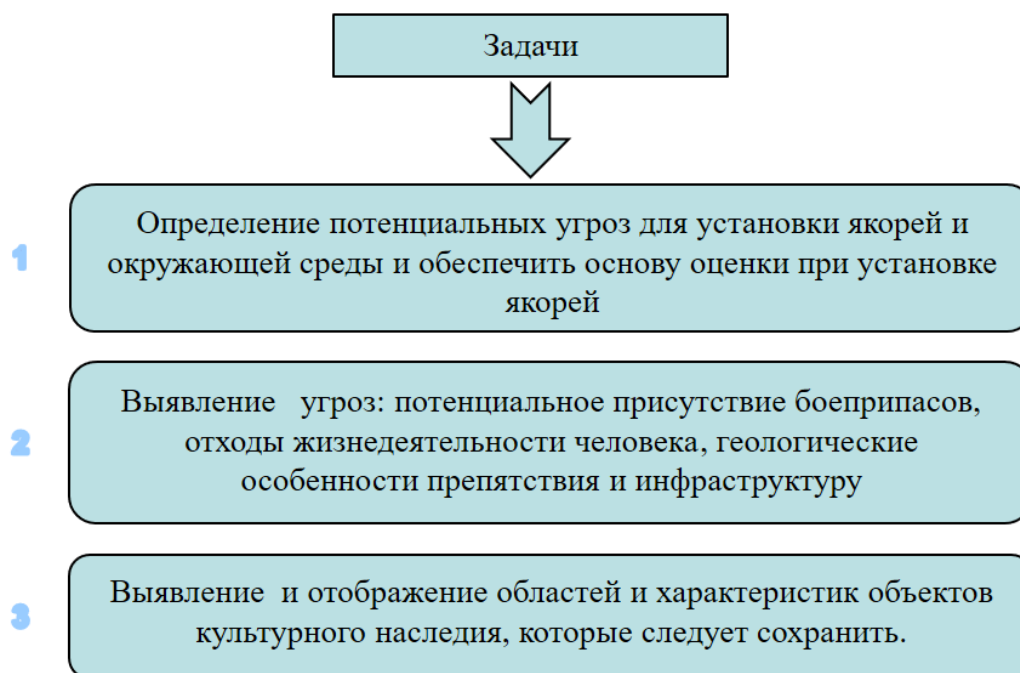 Задачи
1
Определение потенциальных угроз для установки якорей и
окружающей среды и обеспечить основу оценки при установке
якорей
2
Выявление угроз: потенциальное присутствие боеприпасов,
отходы жизнедеятельности человека, геологические
особенности препятствия и инфраструктуру
3
Выявление и отображение областей и характеристик объектов
культурного наследия, которые следует сохранить.